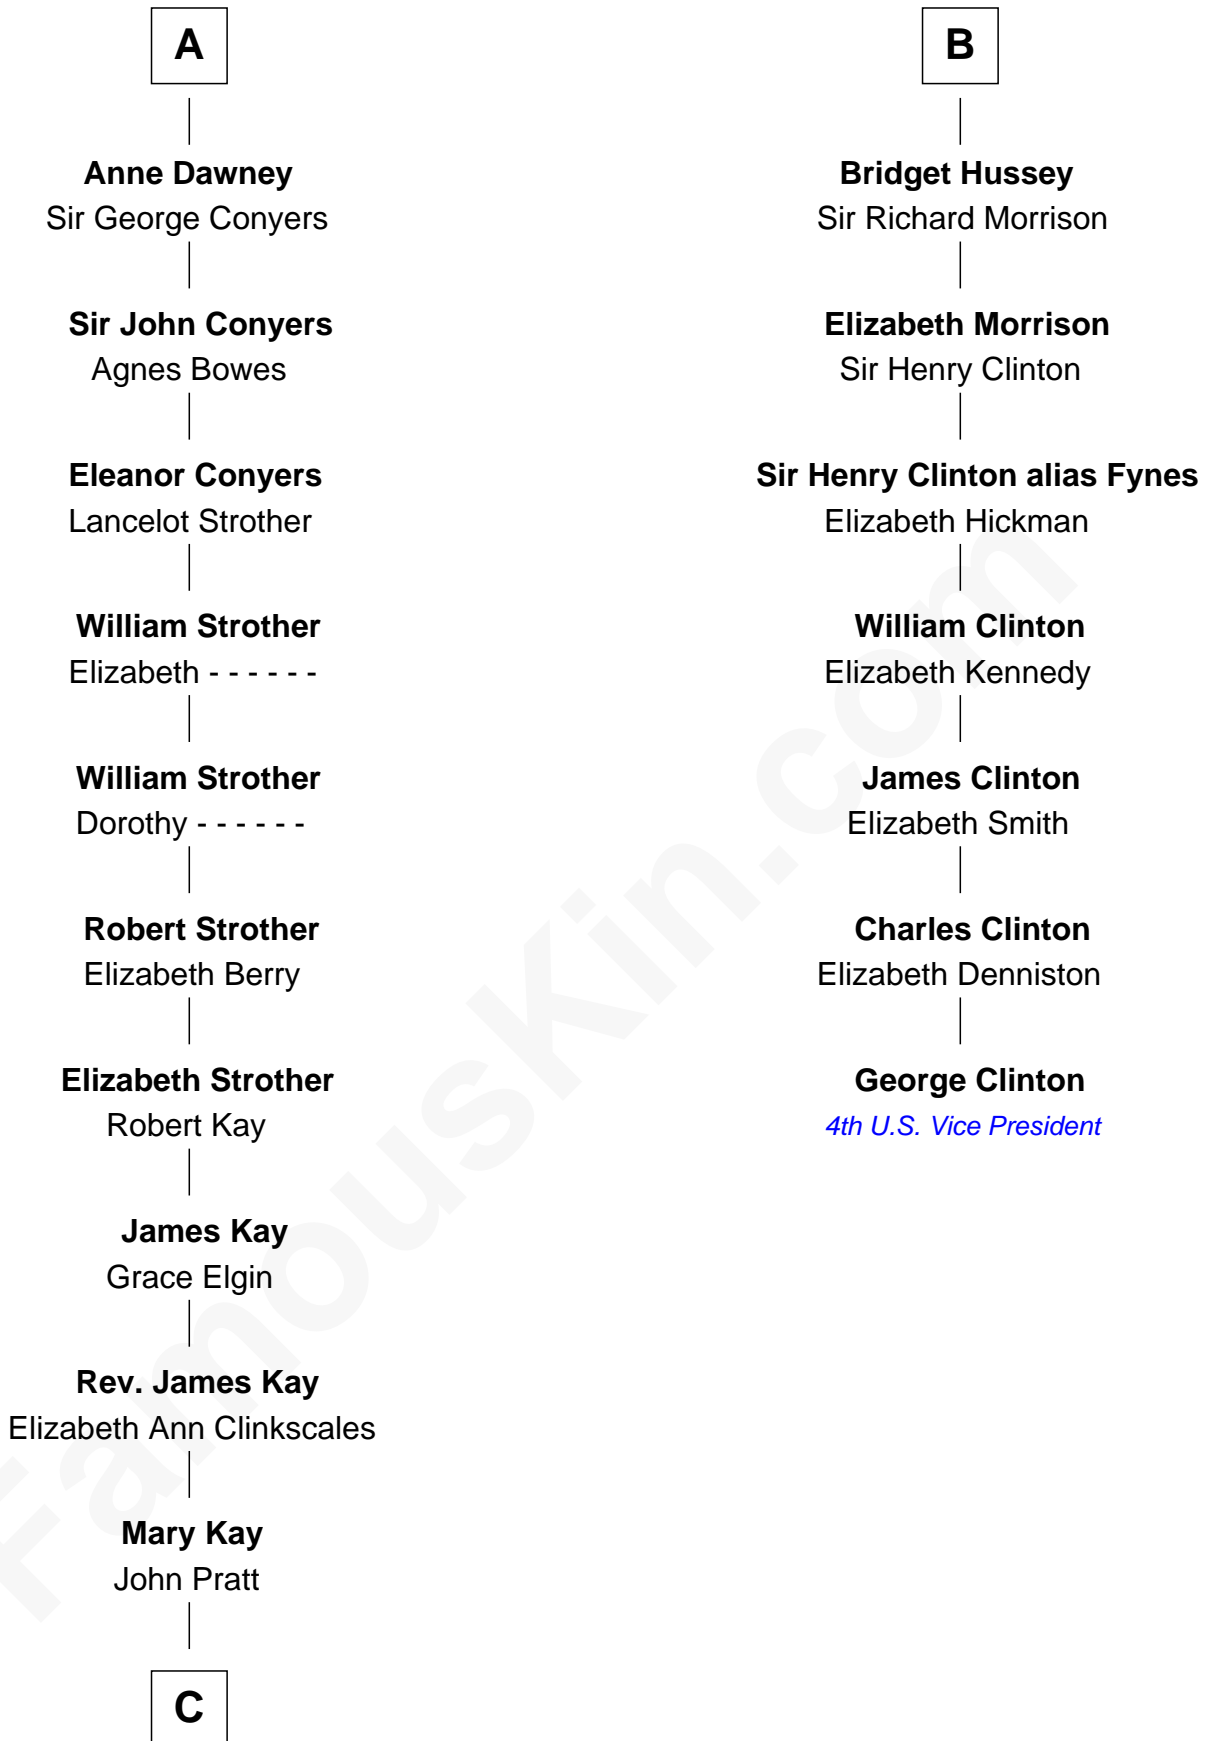 A
Anne Dawney
Sir George Conyers
Sir John Conyers
Agnes Bowes
Eleanor Conyers
Lancelot Strother
William Strother
Elizabeth - - - - - -
William Strother
Dorothy - - - - - -
Robert Strother
Elizabeth Berry
Elizabeth Strother
Robert Kay
James Kay
Grace Elgin
Rev. James Kay
Elizabeth Ann Clinkscales
Mary Kay
John Pratt
C
B
Bridget Hussey
Sir Richard Morrison
Elizabeth Morrison
Sir Henry Clinton
Sir Henry Clinton alias Fynes
Elizabeth Hickman
William Clinton
Elizabeth Kennedy
James Clinton
Elizabeth Smith
Charles Clinton
Elizabeth Denniston
George Clinton
4th U.S. Vice President
FamousKin.com